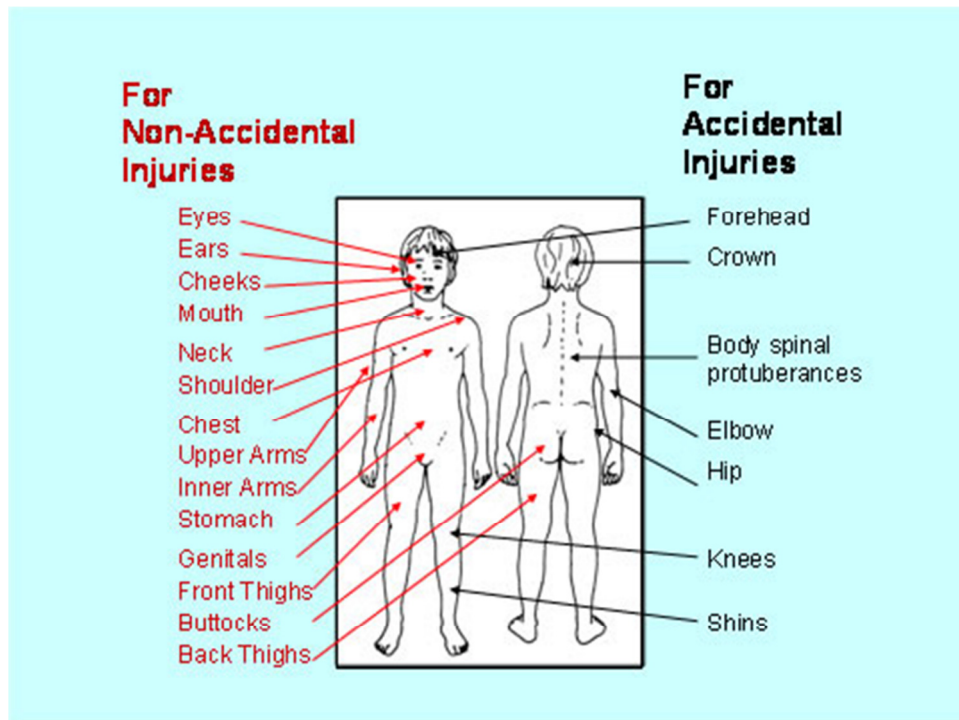 For
Non-Accidental
Injuries
Eyes
Ears
Cheeks
Mouth
Neck
Shoulder
Chest
Upper Arms
Inner Arms
Stomach
Genitals
Front Thighs
Buttocks
Back Thighs
For
Accidental
Injuries
Forehead
Crown
Body spinal
protuberances
Elbow
Hip
Knees
Shins